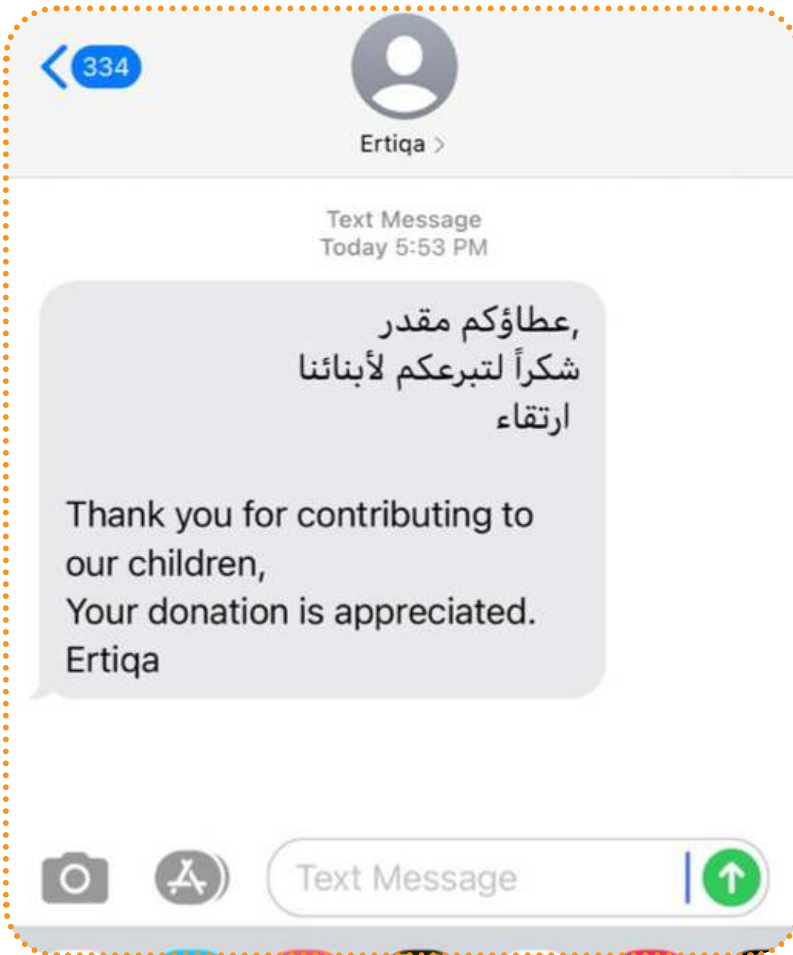 334
Ertiqa >
Text Message
Today 5:53 PM
عطاؤكم مقدر,
شكراً لتبرعكم لأبنائنا
ارتقاء
Thank you for contributing to
our children,
Your donation is appreciated.
Ertiqa
Text Message